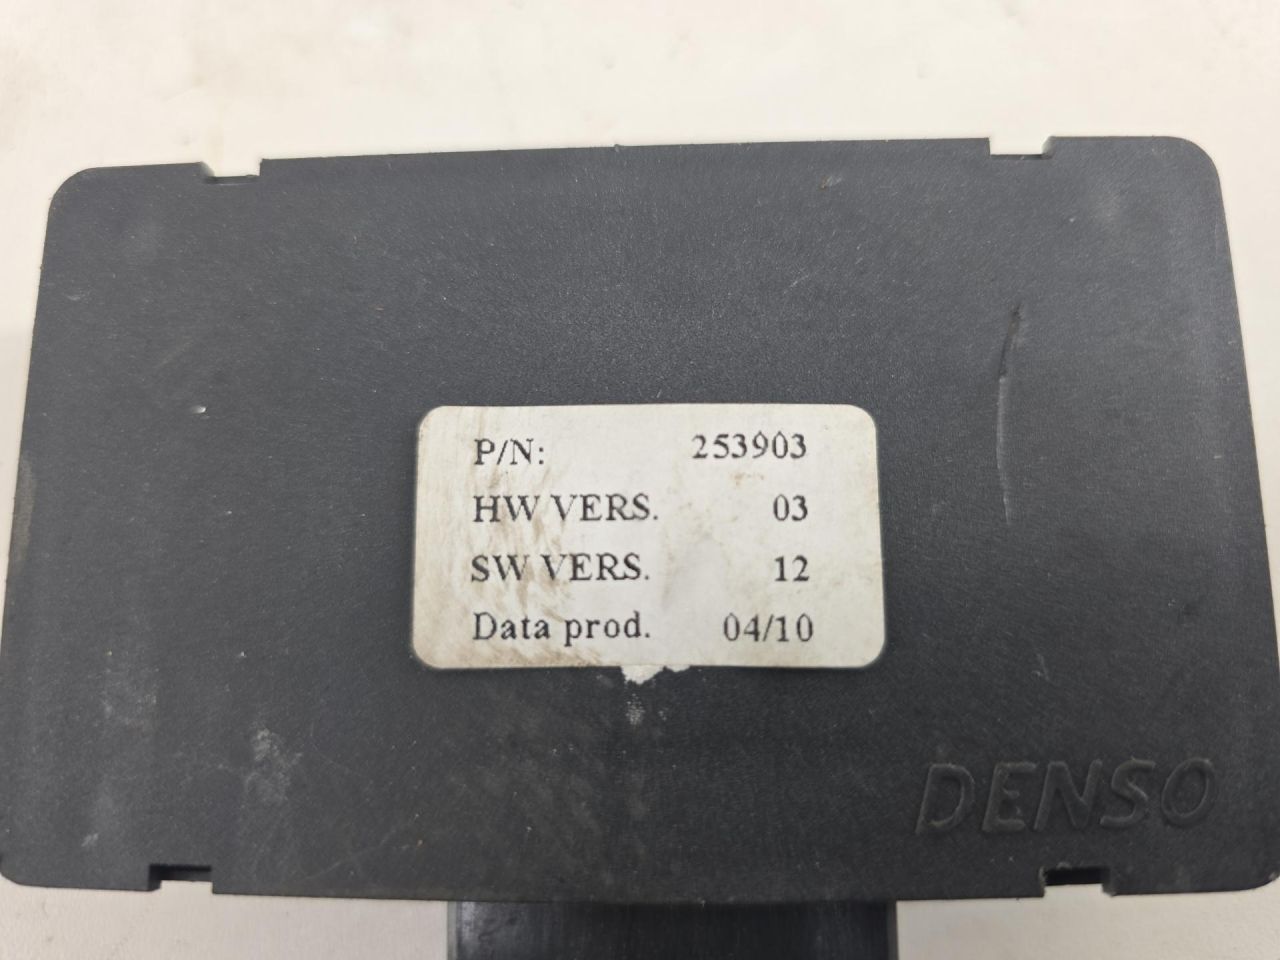 P/N: 253903
HW VERS. 03
SW VERS. 12
Data prod. 04/10
DENSO